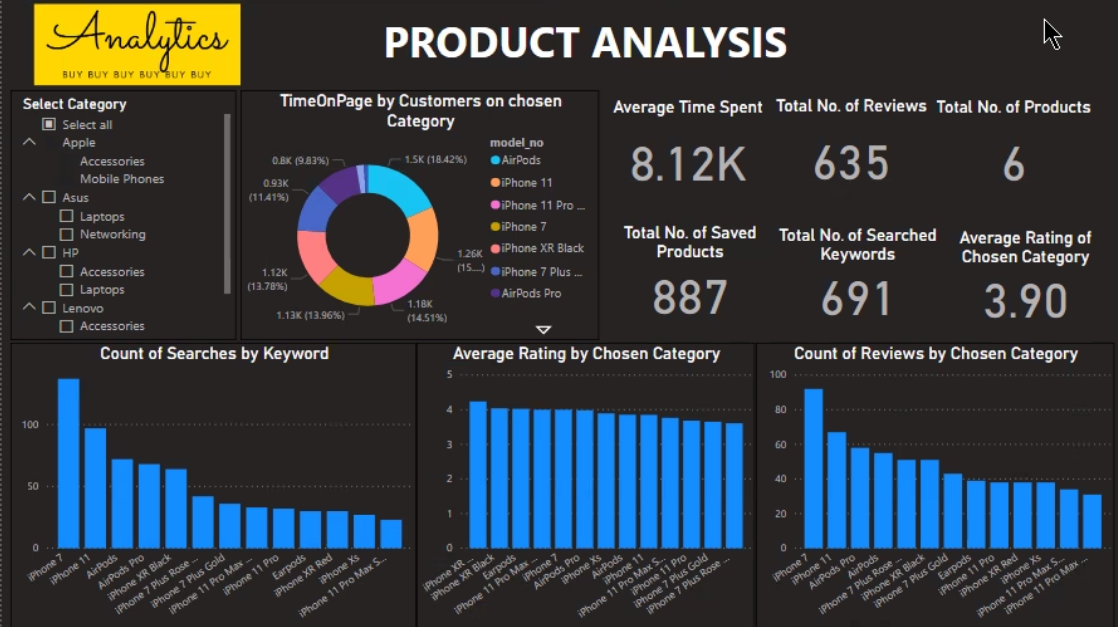 Analytics
BUY BUY BUY BUY BUY BUY
PRODUCT ANALYSIS
Select Category
Select all
Apple
Accessories
Mobile Phones
Asus
Laptops
Networking
HP
Accessories
Laptops
Lenovo
Accessories
TimeOnPage by Customers on chosen
Category
0.8K (9.83%)
1.5K (18.42%)
0.93K
(11.41%)
1.26K
(15....)
1.12K
(13.78%)
1.18K
(14.51%)
1.13K (13.96%)
model_no
AirPods
iPhone 11
iPhone 11 Pro ...
iPhone 7
iPhone XR Black
iPhone 7 Plus ...
AirPods Pro
Average Time Spent
8.12K
Total No. of Reviews
635
Total No. of Products
6
Total No. of Saved
Products
887
Total No. of Searched
Keywords
691
Average Rating of
Chosen Category
3.90
Count of Searches by Keyword
100
50
0
iPhone 7
iPhone 11
AirPods
AirPods Pro
iPhone XR Black
iPhone 7 Plus Rose ...
iPhone 7 Plus Gold
iPhone 11 Pro Max ...
iPhone 11 Pro
Earpods
iPhone XR Red
iPhone Xs
iPhone 11 Pro Max S...
Average Rating by Chosen Category
5
4
3
2
1
0
iPhone XR ...
iPhone XR Black
Earpods
iPhone 11 Pro Max ...
iPhone 7
AirPods Pro
iPhone Xs
AirPods
iPhone 11
iPhone 11 Pro Max S...
iPhone 11 Pro
iPhone 7 Plus Gold
iPhone 7 Plus Rose ...
Count of Reviews by Chosen Category
100
80
60
40
20
0
iPhone 7
iPhone 11
AirPods Pro
AirPods
iPhone 7 Plus Rose ...
iPhone XR Black
iPhone 7 Plus Gold
Earpods
iPhone 11 Pro
iPhone XR Red
iPhone Xs
iPhone 11 Pro Max S...
iPhone 11 Pro Max ...